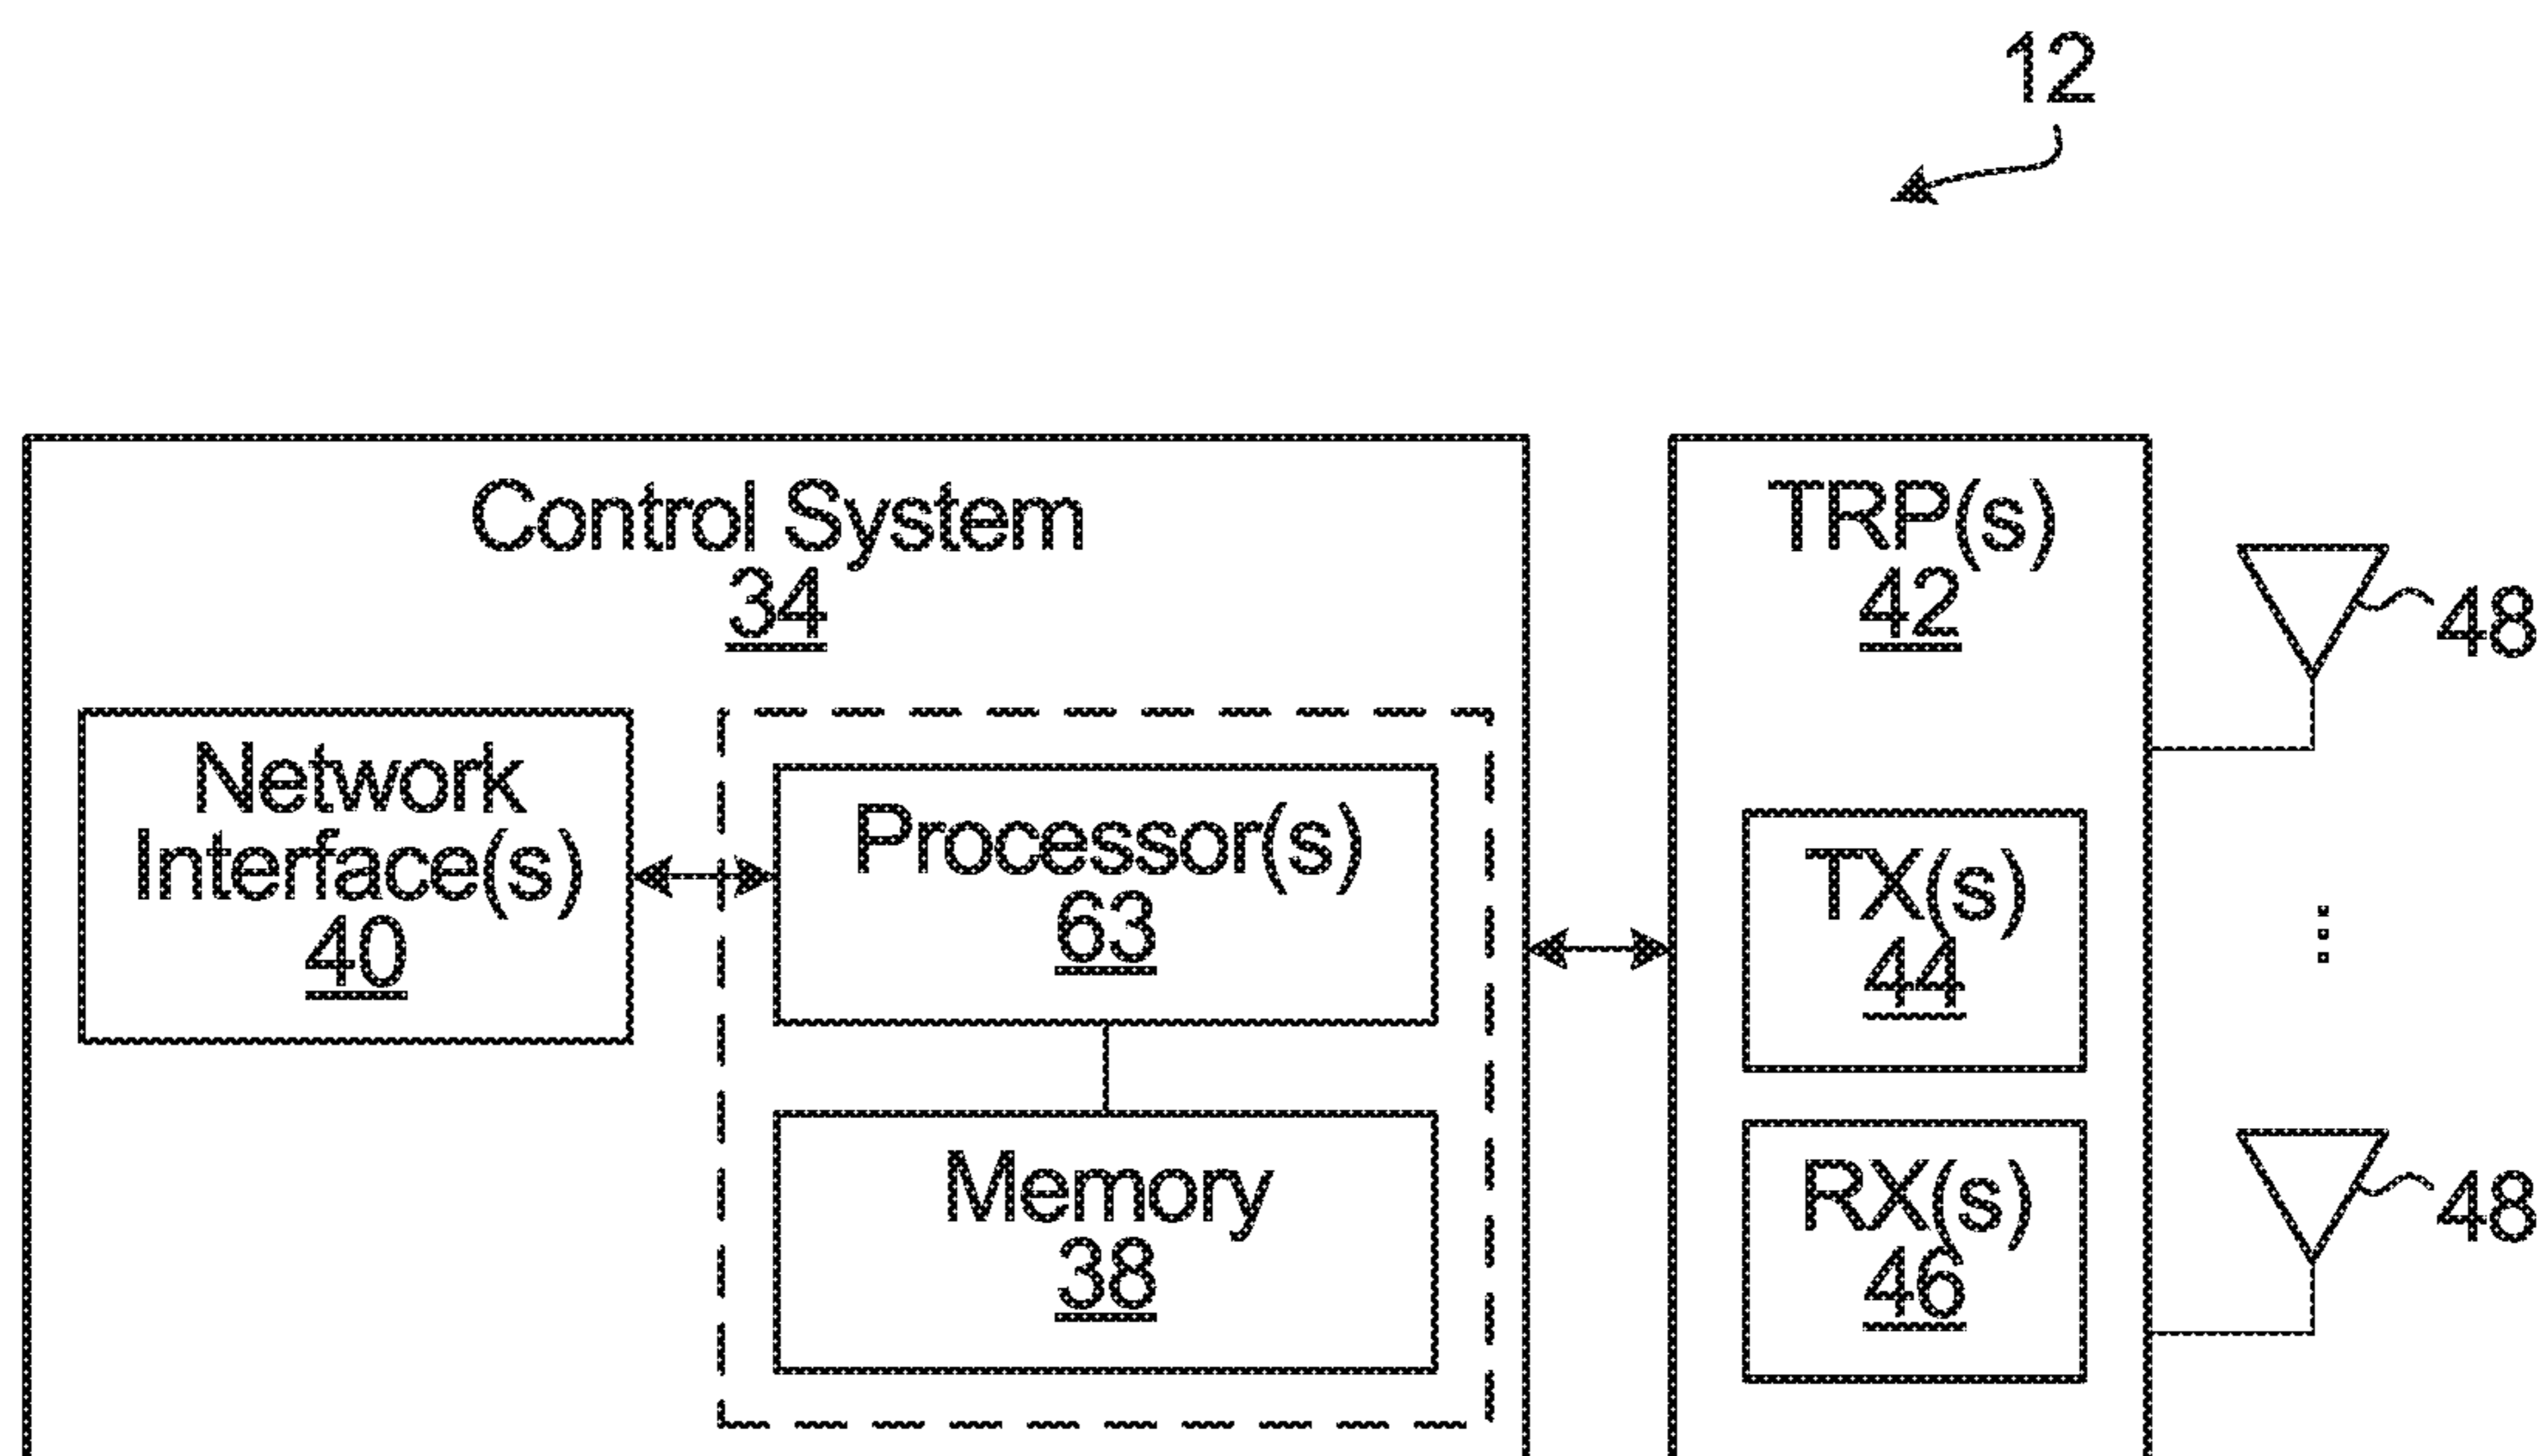 12
Control System
34
Network
Interface(s)
40
Processor(s)
63
Memory
38
TRP(s)
42
TX(s)
44
RX(s)
46
48
48